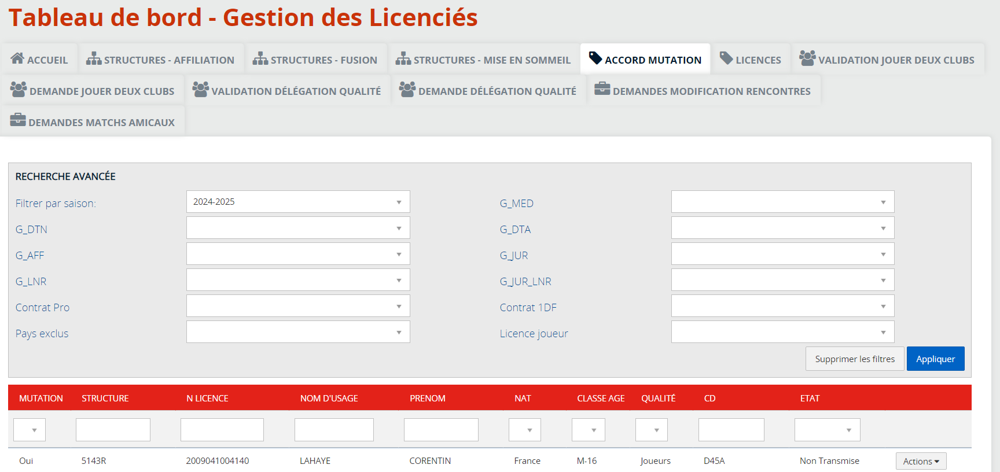 Tableau de bord - Gestion des Licenciés
ACCUEIL STRUCTURES - AFFILIATION STRUCTURES - FUSION STRUCTURES - MISE EN SOMMEIL ACCORD MUTATION LICENCES VALIDATION JOUER DEUX CLUBS
DEMANDE JOUER DEUX CLUBS VALIDATION DÉLÉGATION QUALITÉ DEMANDE DÉLÉGATION QUALITÉ DEMANDES MODIFICATION RENCONTRES
DEMANDES MATCHS AMICAUX
RECHERCHE AVANCÉE
Filtrer par saison: 2024-2025 G_MED
G_DTN G_DTA
G_AFF G_JUR
G_LNR G_JUR_LNR
Contrat Pro Contrat 1DF
Pays exclus Licence joueur
Supprimer les filtres Appliquer
MUTATION STRUCTURE N LICENCE NOM D'USAGE PRENOM NAT CLASSE AGE QUALITÉ CD ETAT
Oui 5143R 2009041004140 LAHAYE CORENTIN France M-16 Joueurs D45A Non Transmise Actions